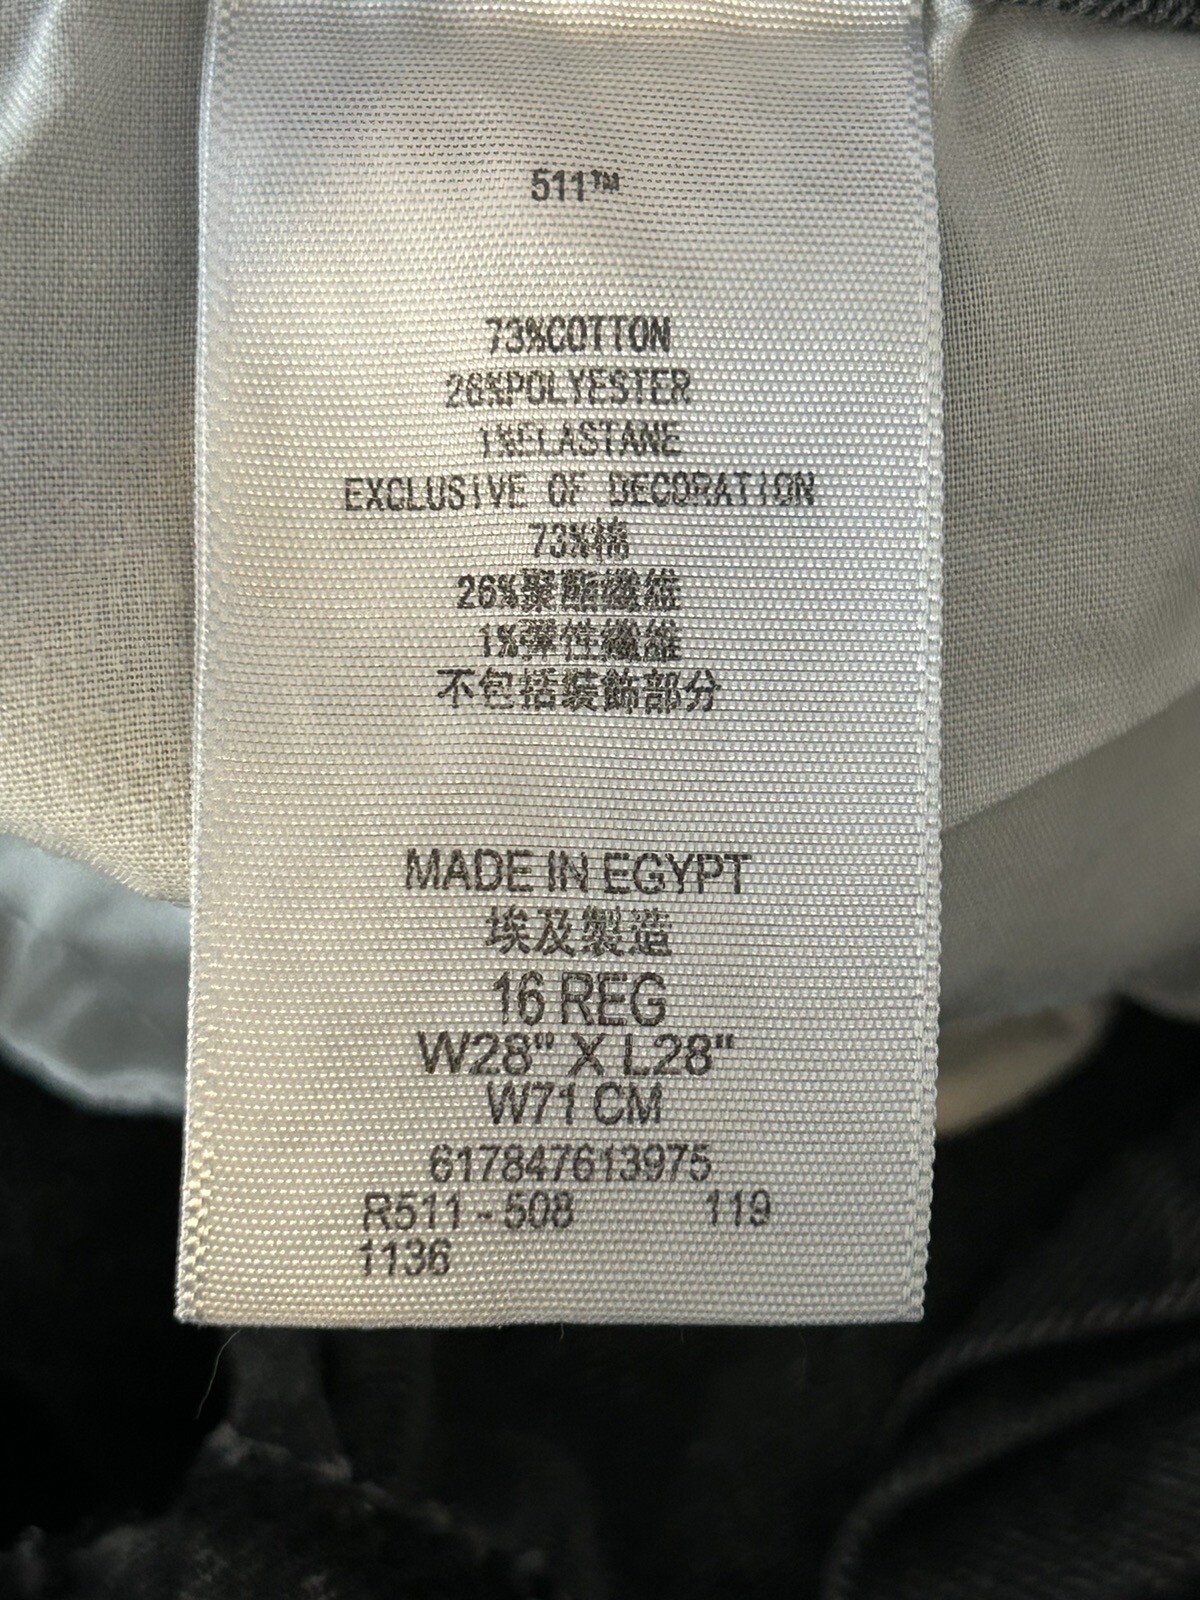 511™
73%COTTON
26%POLYESTER
1%ELASTANE
EXCLUSIVE OF DECORATION
73%棉
26%聚酯纖維
1%彈性纖維
不包括裝飾部分
MADE IN EGYPT
埃及製造
16 REG
W28" X L28"
W71 CM
617847613975
R511 - 508 119
1136